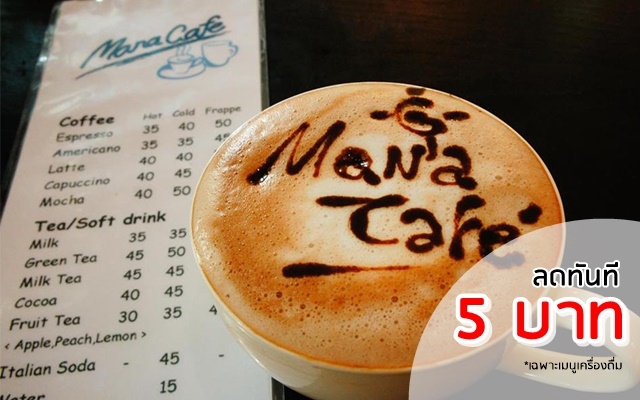 Mana Cafe
Coffee Hot Cold Frappe
Espresso 35 40 50
Americano 35 35
Latte 40 40
Capuccino 40 45
Mocha 40 50
Tea/Soft drink
Milk 35 35
Green Tea 45 50
Milk Tea 45 45
Cocoa 40 45
Fruit Tea 30 35
< Apple,Peach,Lemon >
Italian Soda - 45 -
Water 15
Mana
Cafe
ลดทันที
5 บาท
*เฉพาะเมนูเครื่องดื่ม